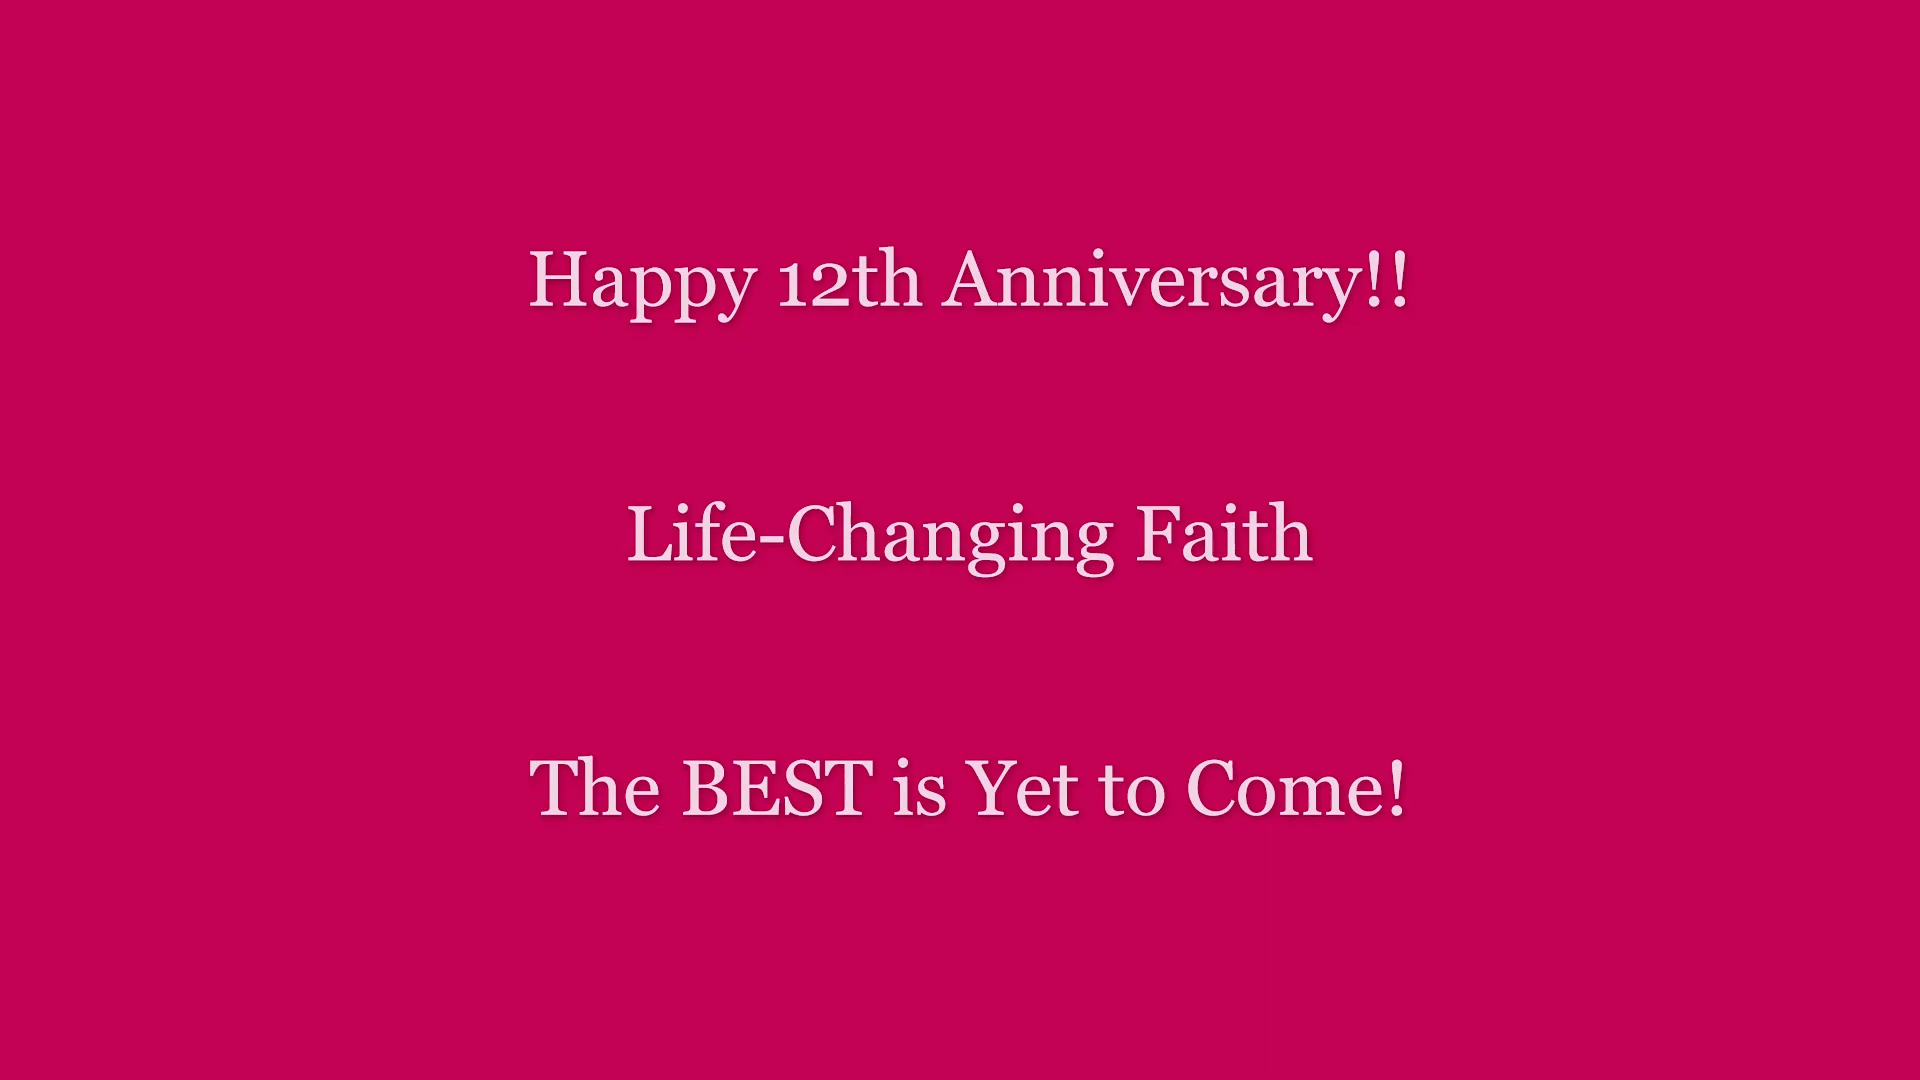 Happy 12th Anniversary!!
Life-Changing Faith
The BEST is Yet to Come!